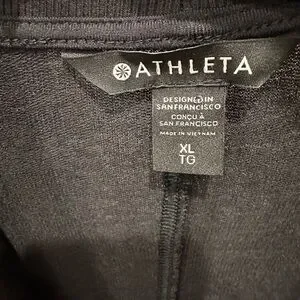 ATHLETA
DESIGNED IN
SAN FRANCISCO
CONÇU À
SAN FRANCISCO
MADE IN VIETNAM
XL
TG